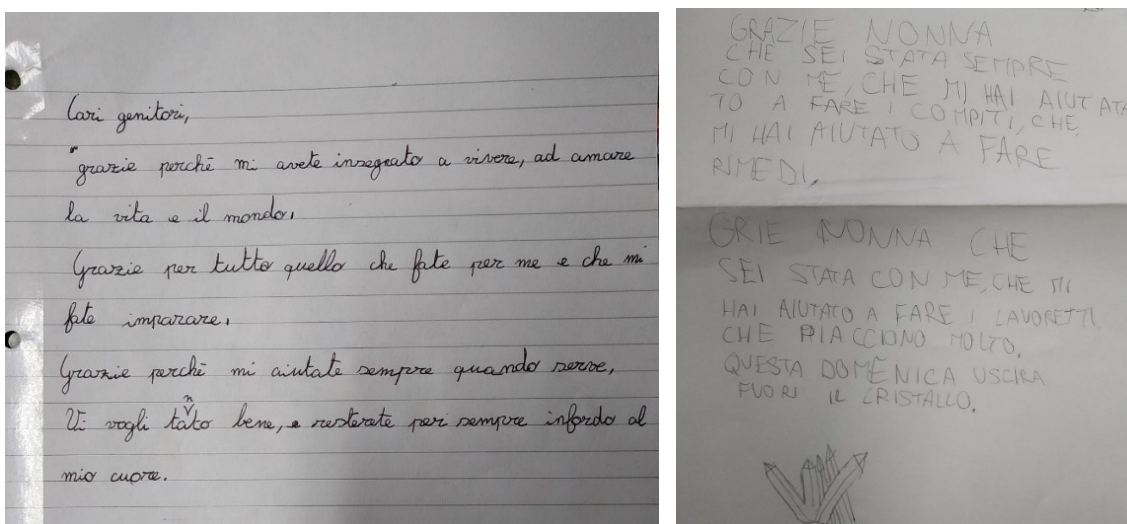 Cari genitori,
grazie perchè mi avete insegnato a vivere, ad amare
la vita e il mondo,
Grazie per tutto quello che fate per me e che mi
fate imparare,
Grazie perchè mi aiutate sempre quando serve,
Vi vogli tanto bene, e resterete per sempre infordo al
mio cuore.
GRAZIE NONNA
CHE SEI STATA SEMPRE
CON ME, CHE MI HAI AIUTATA
TO A FARE I COMPITI, CHE
MI HAI AIUTATO A FARE
RIMEDI.
GRIE NONNA CHE
SEI STATA CON ME, CHE MI
HAI AIUTATO A FARE I LAVORETTI
CHE PIACCIONO MOLTO.
QUESTA DOMENICA USCIRA
FUORI IL CRISTALLO.